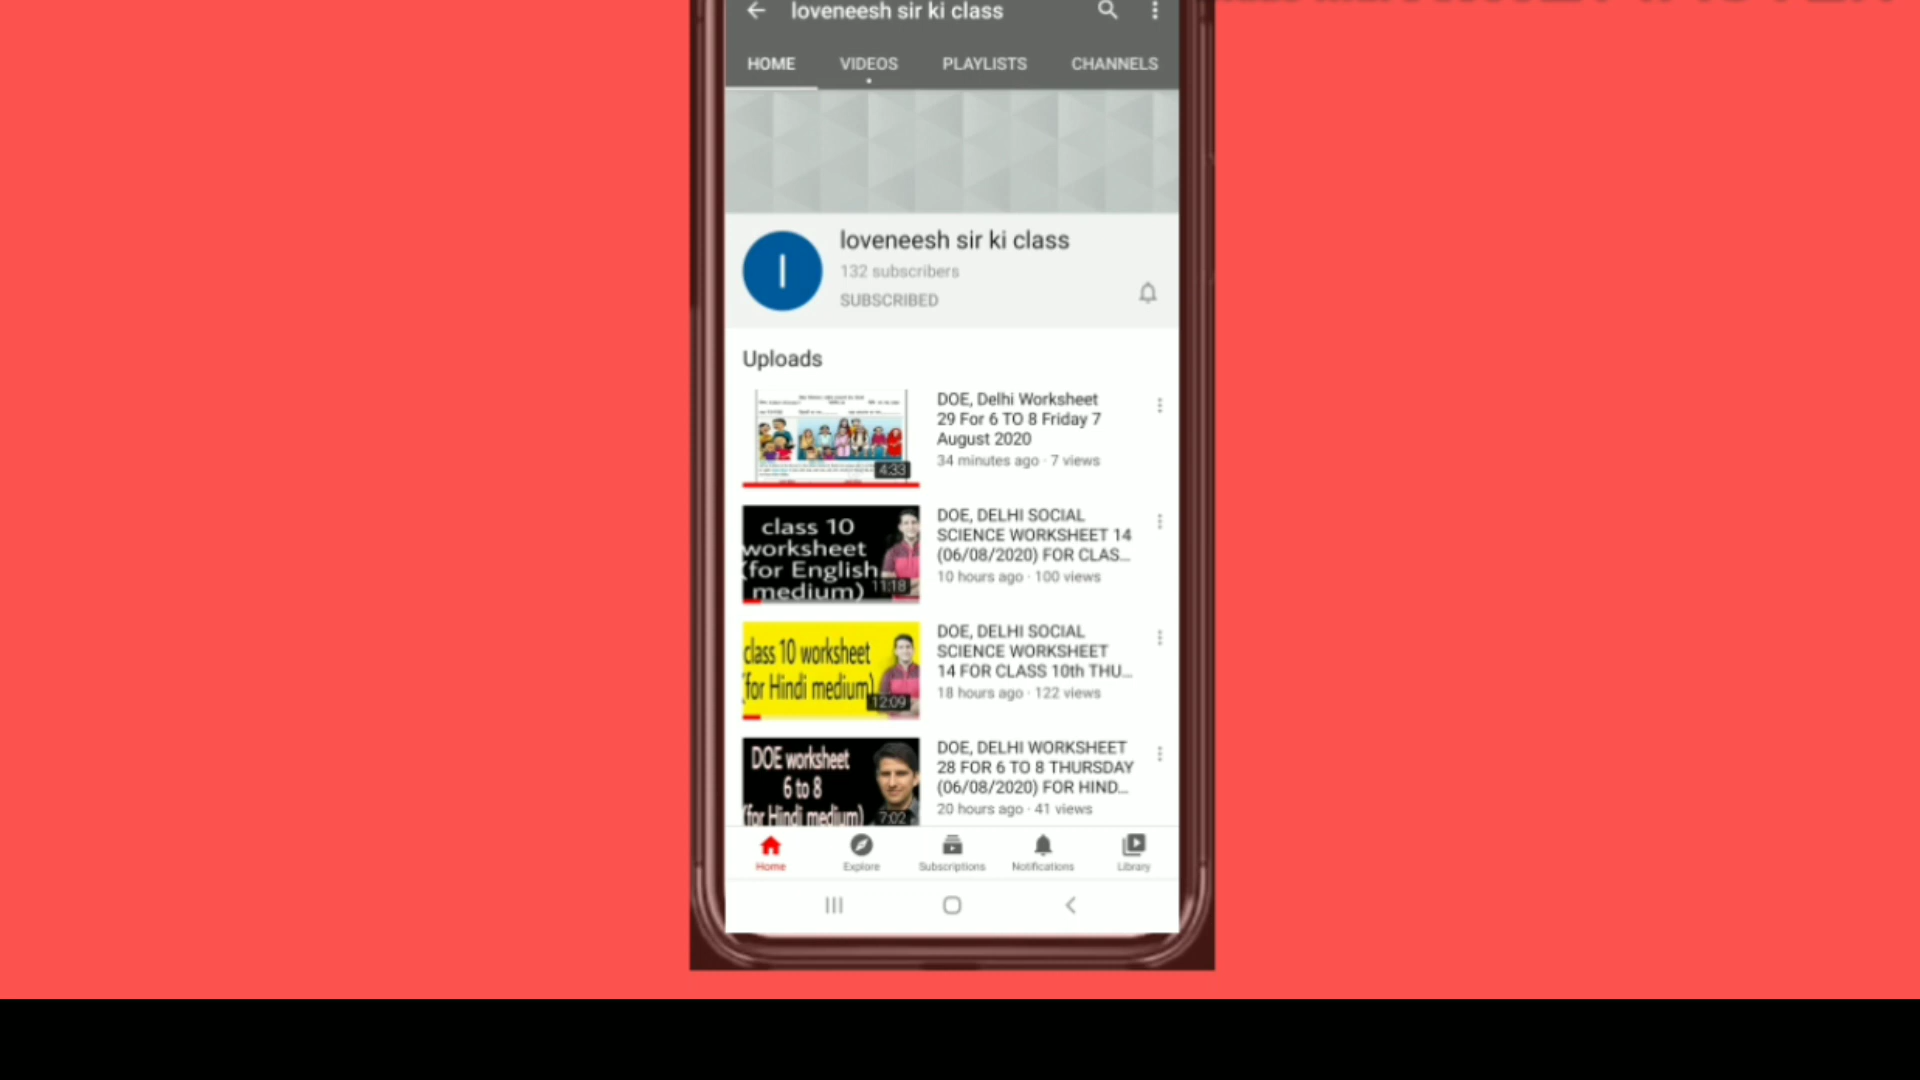 loveneesh sir ki class
HOME VIDEOS PLAYLISTS CHANNELS
l
loveneesh sir ki class
132 subscribers
SUBSCRIBED
Uploads
4:33
DOE, Delhi Worksheet
29 For 6 TO 8 Friday 7
August 2020
34 minutes ago · 7 views
class 10
worksheet
(for English
medium)
11:18
DOE, DELHI SOCIAL
SCIENCE WORKSHEET 14
(06/08/2020) FOR CLAS...
10 hours ago · 100 views
class 10 worksheet
(for Hindi medium)
12:09
DOE, DELHI SOCIAL
SCIENCE WORKSHEET
14 FOR CLASS 10th THU...
18 hours ago · 122 views
DOE worksheet
6 to 8
(for Hindi medium)
7:02
DOE, DELHI WORKSHEET
28 FOR 6 TO 8 THURSDAY
(06/08/2020) FOR HIND...
20 hours ago · 41 views
Home Explore Subscriptions Notifications Library